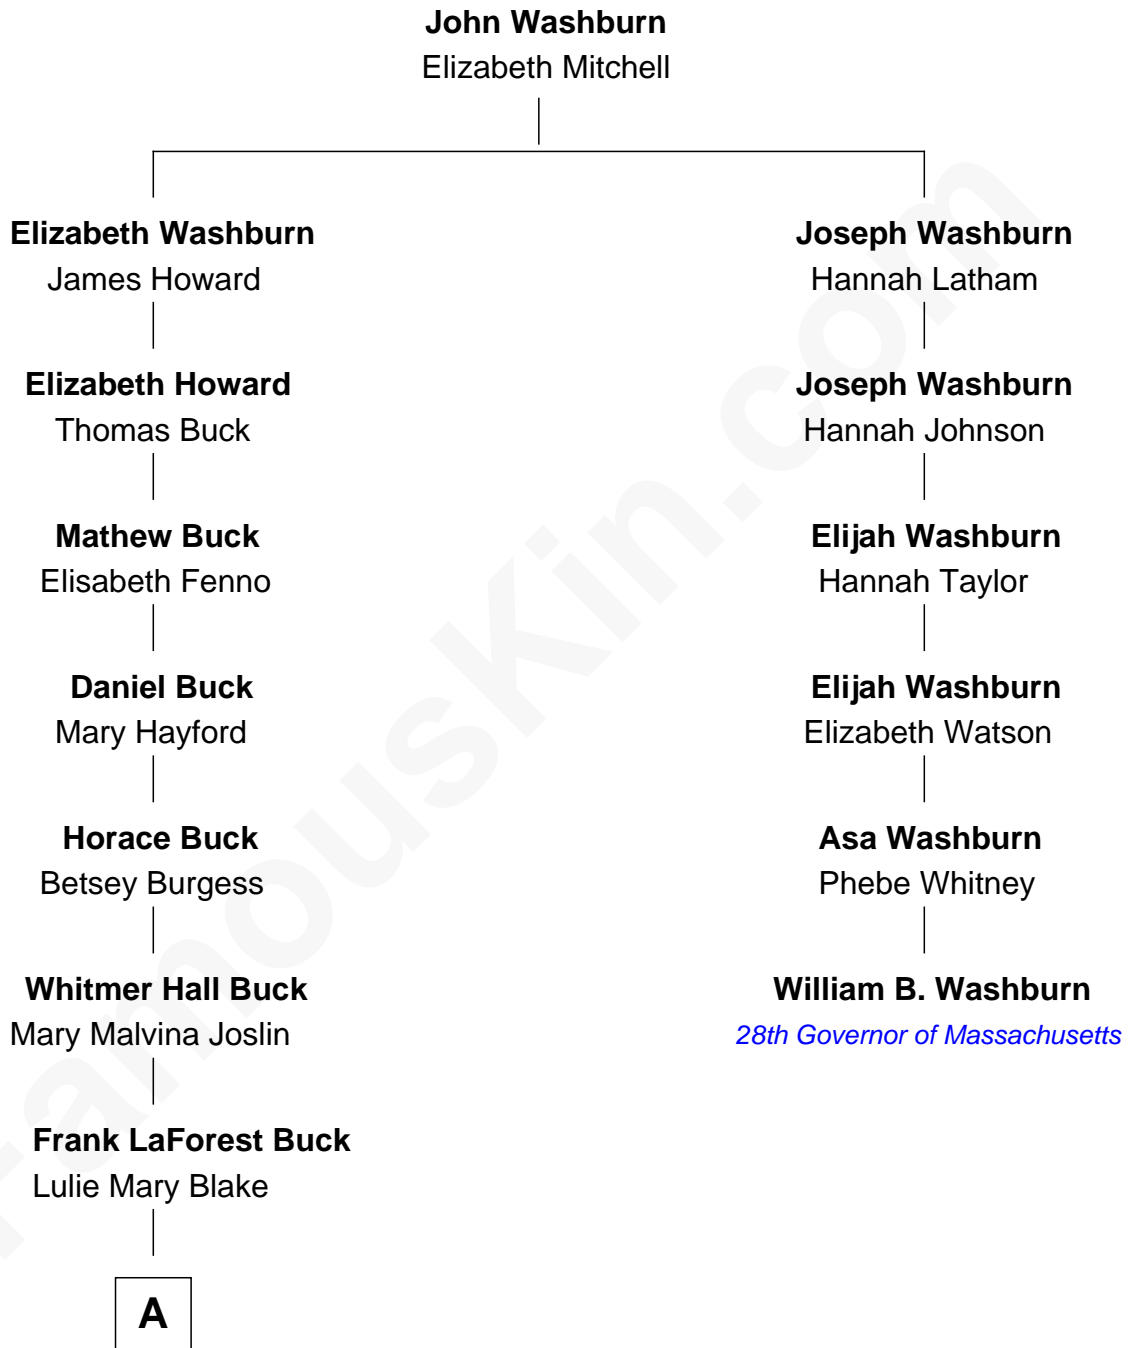 John Washburn
Elizabeth Mitchell
Elizabeth Washburn
James Howard
Joseph Washburn
Hannah Latham
Elizabeth Howard
Thomas Buck
Joseph Washburn
Hannah Johnson
Mathew Buck
Elisabeth Fenno
Elijah Washburn
Hannah Taylor
Daniel Buck
Mary Hayford
Elijah Washburn
Elizabeth Watson
Horace Buck
Betsey Burgess
Asa Washburn
Phebe Whitney
Whitmer Hall Buck
Mary Malvina Joslin
William B. Washburn
28th Governor of Massachusetts
Frank LaForest Buck
Lulie Mary Blake
A
FamousKin.com